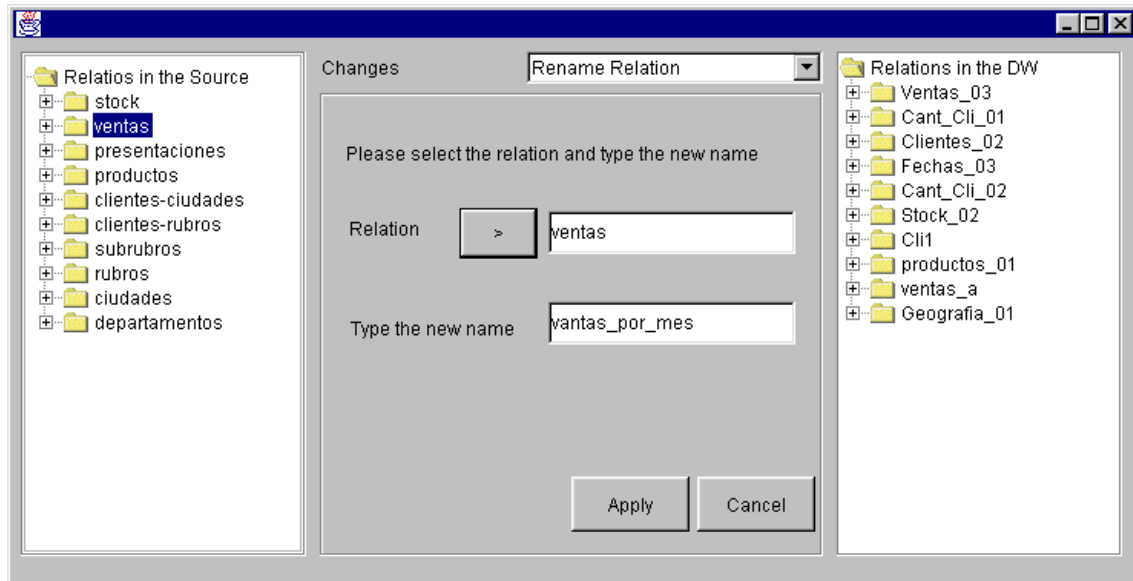 Relatios in the Source
stock
ventas
presentaciones
productos
clientes-ciudades
clientes-rubros
subrubros
rubros
ciudades
departamentos
Changes
Rename Relation
Please select the relation and type the new name
Relation
>
ventas
Type the new name
vantas_por_mes
Apply
Cancel
Relations in the DW
Ventas_03
Cant_Cli_01
Clientes_02
Fechas_03
Cant_Cli_02
Stock_02
Cli1
productos_01
ventas_a
Geografia_01